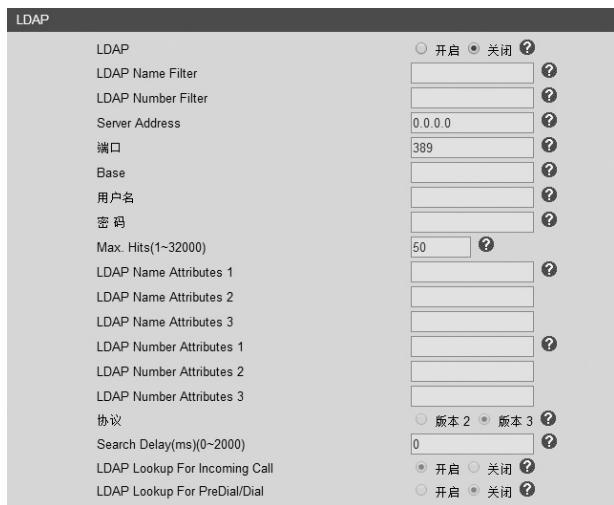 LDAP
LDAP 开启 关闭 ?
LDAP Name Filter ?
LDAP Number Filter ?
Server Address 0.0.0.0 ?
端口 389 ?
Base ?
用户名 ?
密 码 ?
Max. Hits(1~32000) 50 ?
LDAP Name Attributes 1 ?
LDAP Name Attributes 2
LDAP Name Attributes 3
LDAP Number Attributes 1 ?
LDAP Number Attributes 2
LDAP Number Attributes 3
协议 版本 2 版本 3 ?
Search Delay(ms)(0~2000) 0 ?
LDAP Lookup For Incoming Call 开启 关闭 ?
LDAP Lookup For PreDial/Dial 开启 关闭 ?